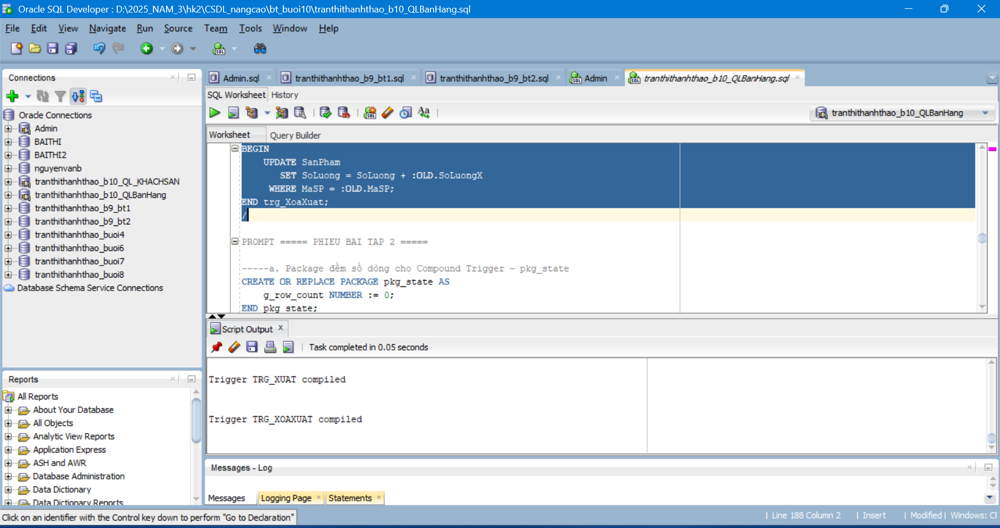 Oracle SQL Developer : D:\2025_NAM_3\hk2\CSDL_nangcao\bt_buoi10\tranthithanhthao_b10_QLBanHang.sql
File Edit View Navigate Run Source Team Tools Window Help
Connections
Oracle Connections
Admin
BAITHI
BAITHI2
nguyenvanb
tranthithanhthao_b10_QL_KHACHSAN
tranthithanhthao_b10_QLBanHang
tranthithanhthao_b9_bt1
tranthithanhthao_b9_bt2
tranthithanhthao_buoi4
tranthithanhthao_buoi6
tranthithanhthao_buoi7
tranthithanhthao_buoi8
Database Schema Service Connections
Reports
All Reports
About Your Database
All Objects
Analytic View Reports
Application Express
ASH and AWR
Database Administration
Data Dictionary
Data Dictionary Reports
Admin.sql tranthithanhthao_b9_bt1.sql tranthithanhthao_b9_bt2.sql Admin tranthithanhthao_b10_QLBanHang.sql
SQL Worksheet History
tranthithanhthao_b10_QLBanHang
Worksheet Query Builder
BEGIN
UPDATE SanPham
SET SoLuong = SoLuong + :OLD.SoLuongX
WHERE MaSP = :OLD.MaSP;
END trg_XoaXuat;
/
PROMPT ===== PHIEU BAI TAP 2 =====
-----a. Package đếm số dòng cho Compound Trigger - pkg_state
CREATE OR REPLACE PACKAGE pkg_state AS
g_row_count NUMBER := 0;
END pkg_state;
Script Output
Task completed in 0.05 seconds
Trigger TRG_XUAT compiled
Trigger TRG_XOAXUAT compiled
Messages - Log
Messages Logging Page Statements
Click on an identifier with the Control key down to perform "Go to Declaration"
| Line 188 Column 2 | Insert | Modified | Windows: CF